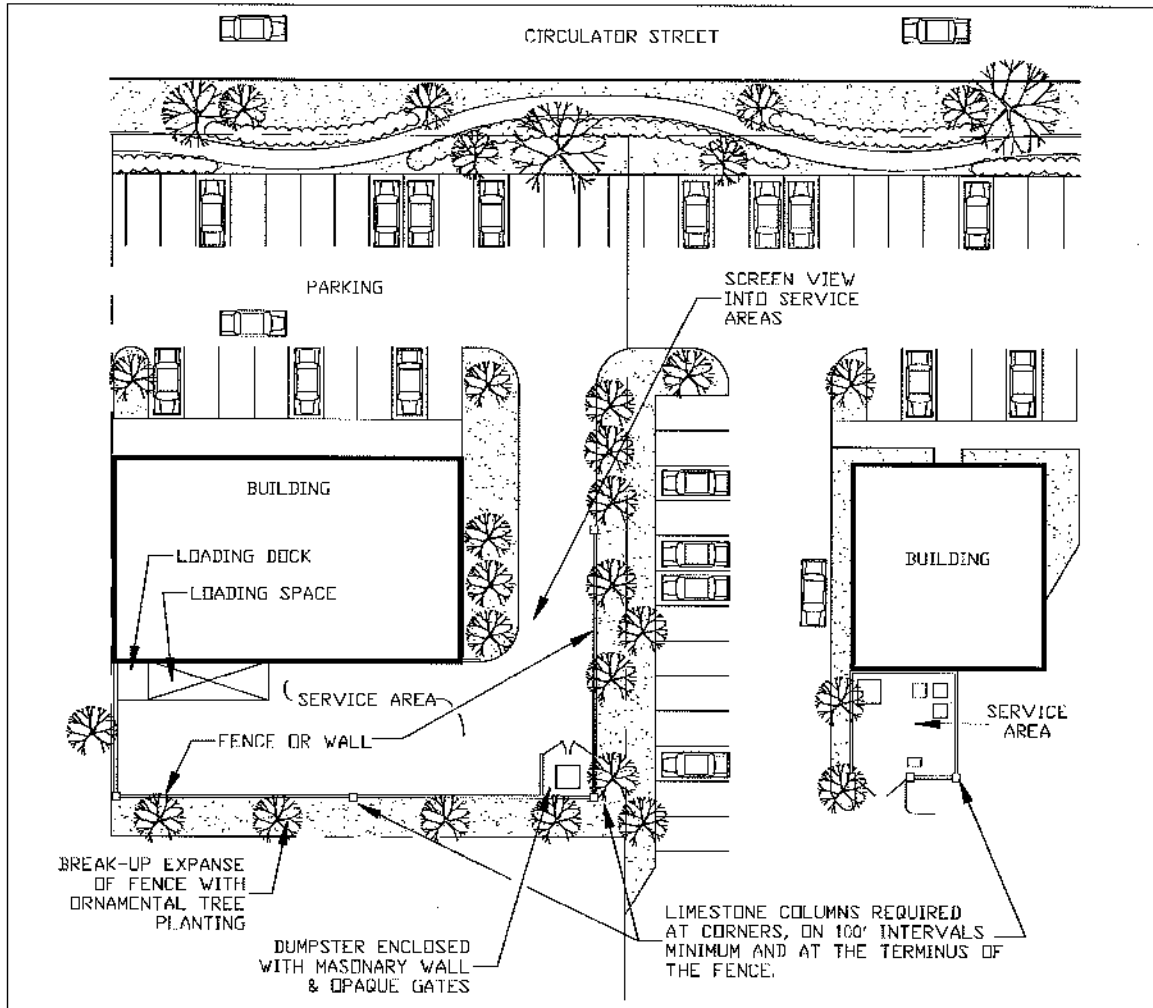 CIRCULATOR STREET
SCREEN VIEW
INTO SERVICE
AREAS
PARKING
BUILDING
LOADING DOCK
LOADING SPACE
BUILDING
SERVICE AREA
SERVICE
AREA
FENCE OR WALL
BREAK-UP EXPANSE
OF FENCE WITH
ORNAMENTAL TREE
PLANTING
LIMESTONE COLUMNS REQUIRED
AT CORNERS, ON 100' INTERVALS
MINIMUM AND AT THE TERMINUS OF
THE FENCE.
DUMPSTER ENCLOSED
WITH MASONARY WALL
& OPAQUE GATES